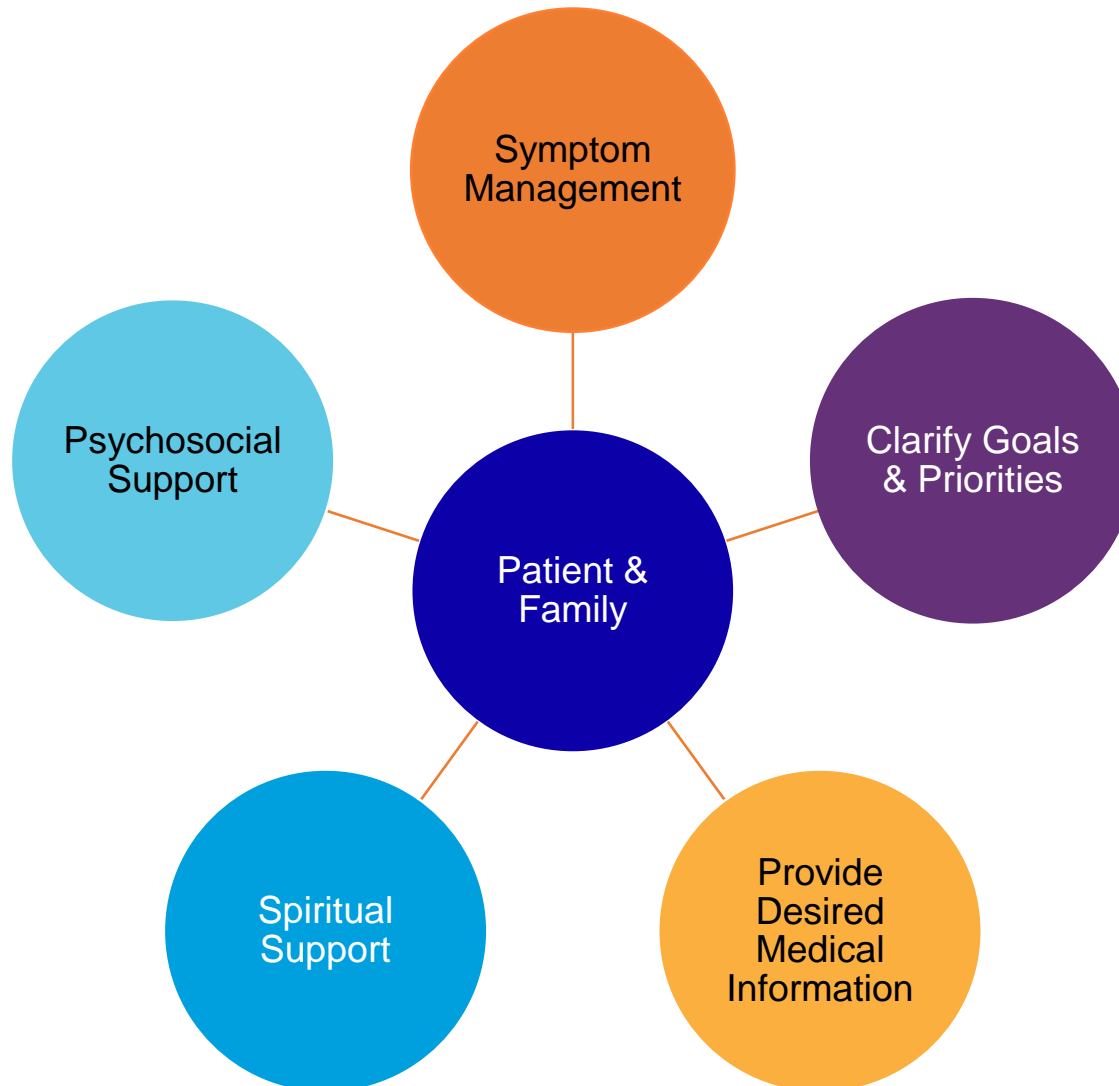 Symptom
Management
Psychosocial
Support
Clarify Goals
& Priorities
Patient &
Family
Spiritual
Support
Provide
Desired
Medical
Information